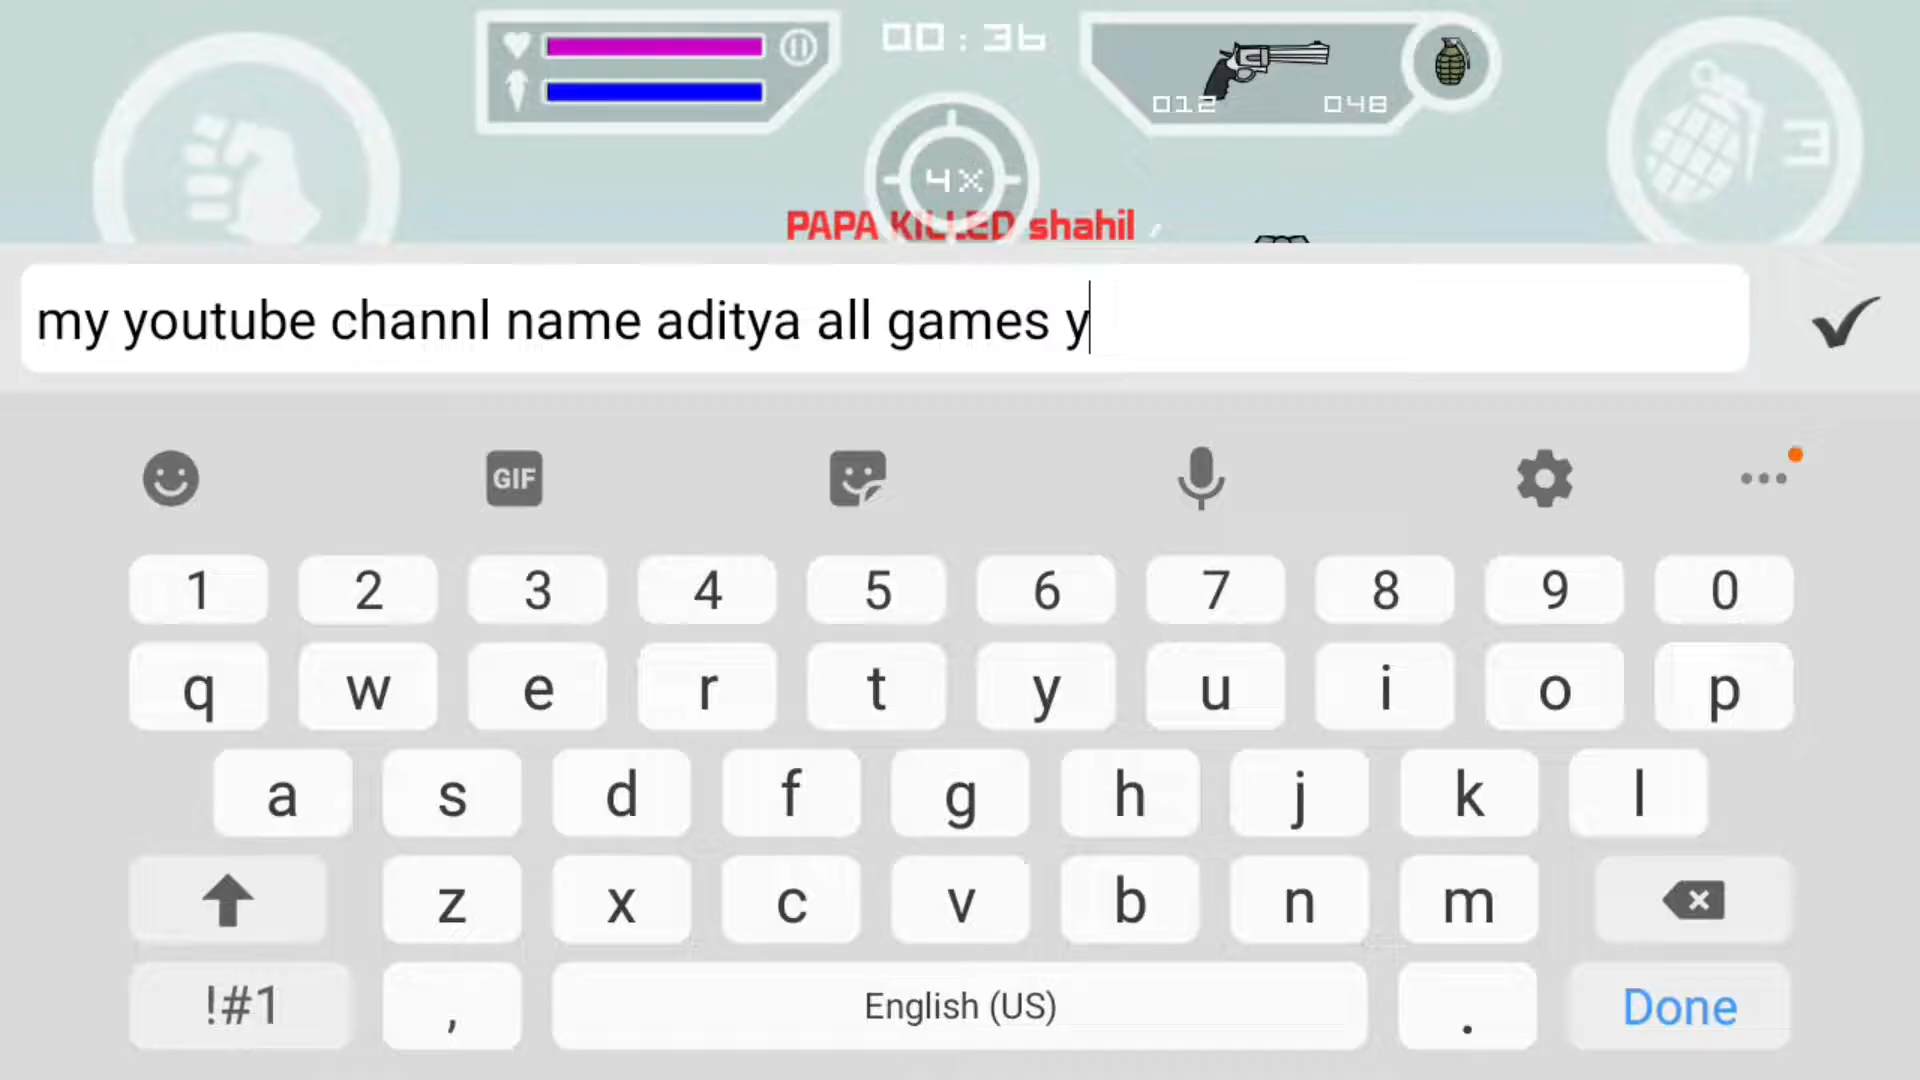 00:36
012 048
4X
3
PAPA KILLED shahil
my youtube channl name aditya all games y
GIF
1 2 3 4 5 6 7 8 9 0
q w e r t y u i o p
a s d f g h j k l
z x c v b n m
!#1 , English (US) . Done